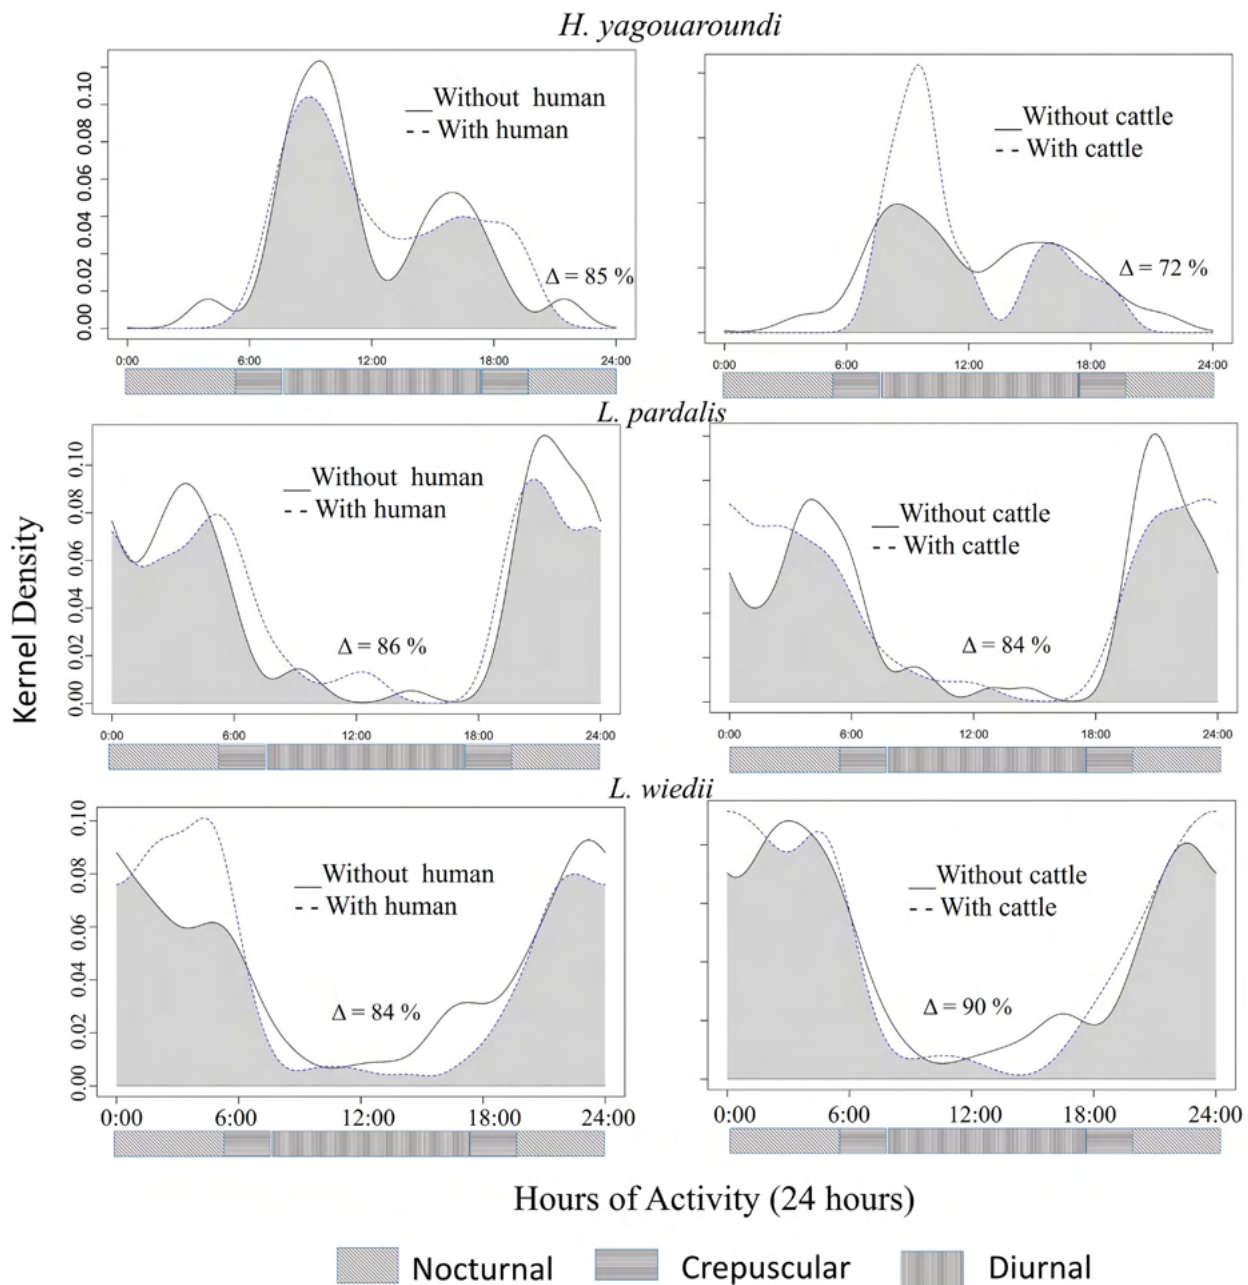 H. yagouaroundi
0.00 0.02 0.04 0.06 0.08 0.10
Without human
With human
Δ = 85 %
0:00 6:00 12:00 18:00 24:00
Without cattle
With cattle
Δ = 72 %
0:00 6:00 12:00 18:00 24:00
L. pardalis
Kernel Density
0.00 0.02 0.04 0.06 0.08 0.10
Without human
With human
Δ = 86 %
0:00 6:00 12:00 18:00 24:00
Without cattle
With cattle
Δ = 84 %
0:00 6:00 12:00 18:00 24:00
L. wiedii
0.00 0.02 0.04 0.06 0.08 0.10
Without human
With human
Δ = 84 %
0:00 6:00 12:00 18:00 24:00
Without cattle
With cattle
Δ = 90 %
0:00 6:00 12:00 18:00 24:00
Hours of Activity (24 hours)
Nocturnal Crepuscular Diurnal